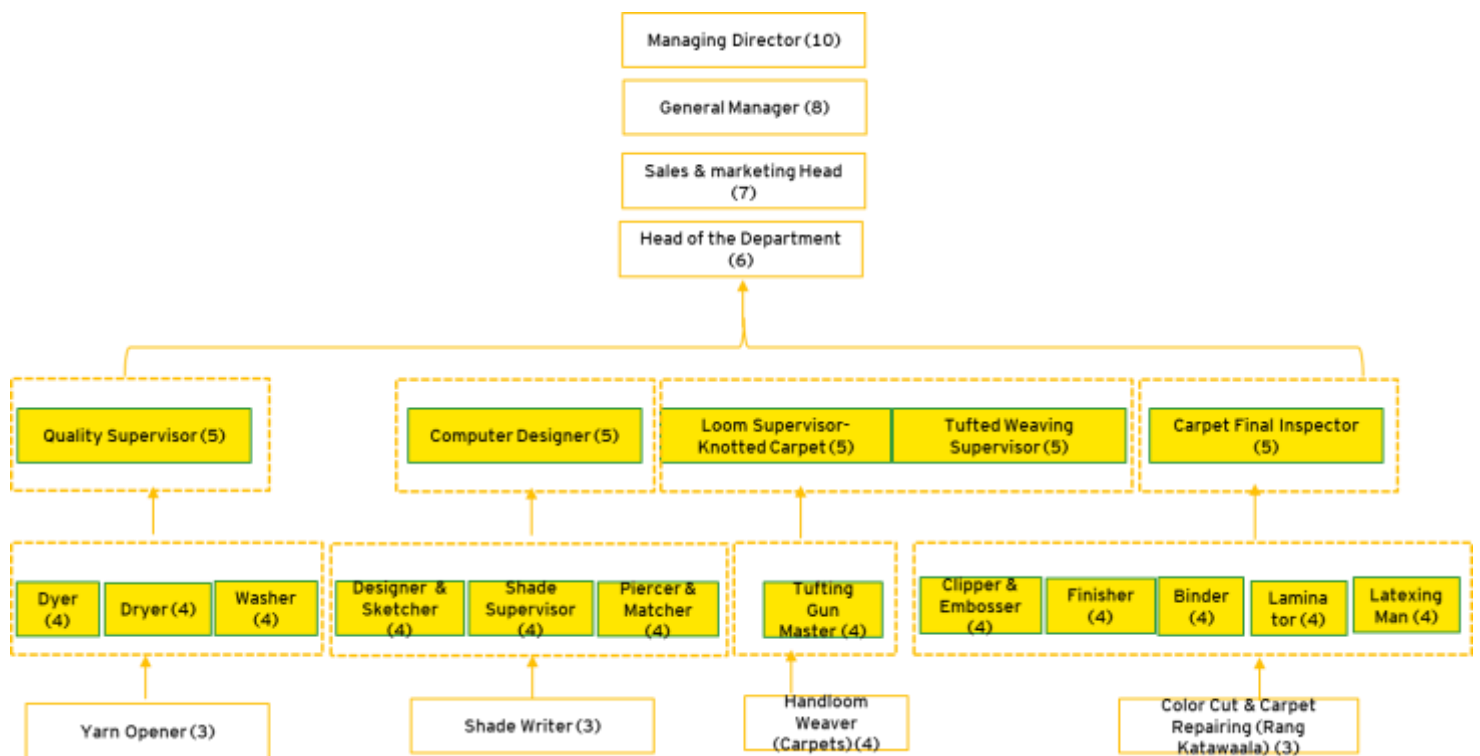 Managing Director (10)
General Manager (8)
Sales & marketing Head
(7)
Head of the Department
(6)
Quality Supervisor (5)
Computer Designer (5)
Loom Supervisor-
Knotted Carpet (5)
Tufted Weaving
Supervisor (5)
Carpet Final Inspector
(5)
Dyer
(4)
Dryer (4)
Washer
(4)
Designer &
Sketcher
(4)
Shade
Supervisor
(4)
Piercer &
Matcher
(4)
Tufting
Gun
Master (4)
Clipper &
Embosser
(4)
Finisher
(4)
Binder
(4)
Lamina
tor (4)
Latexing
Man (4)
Yarn Opener (3)
Shade Writer (3)
Handloom
Weaver
(Carpets) (4)
Color Cut & Carpet
Repairing (Rang
Katawaala) (3)